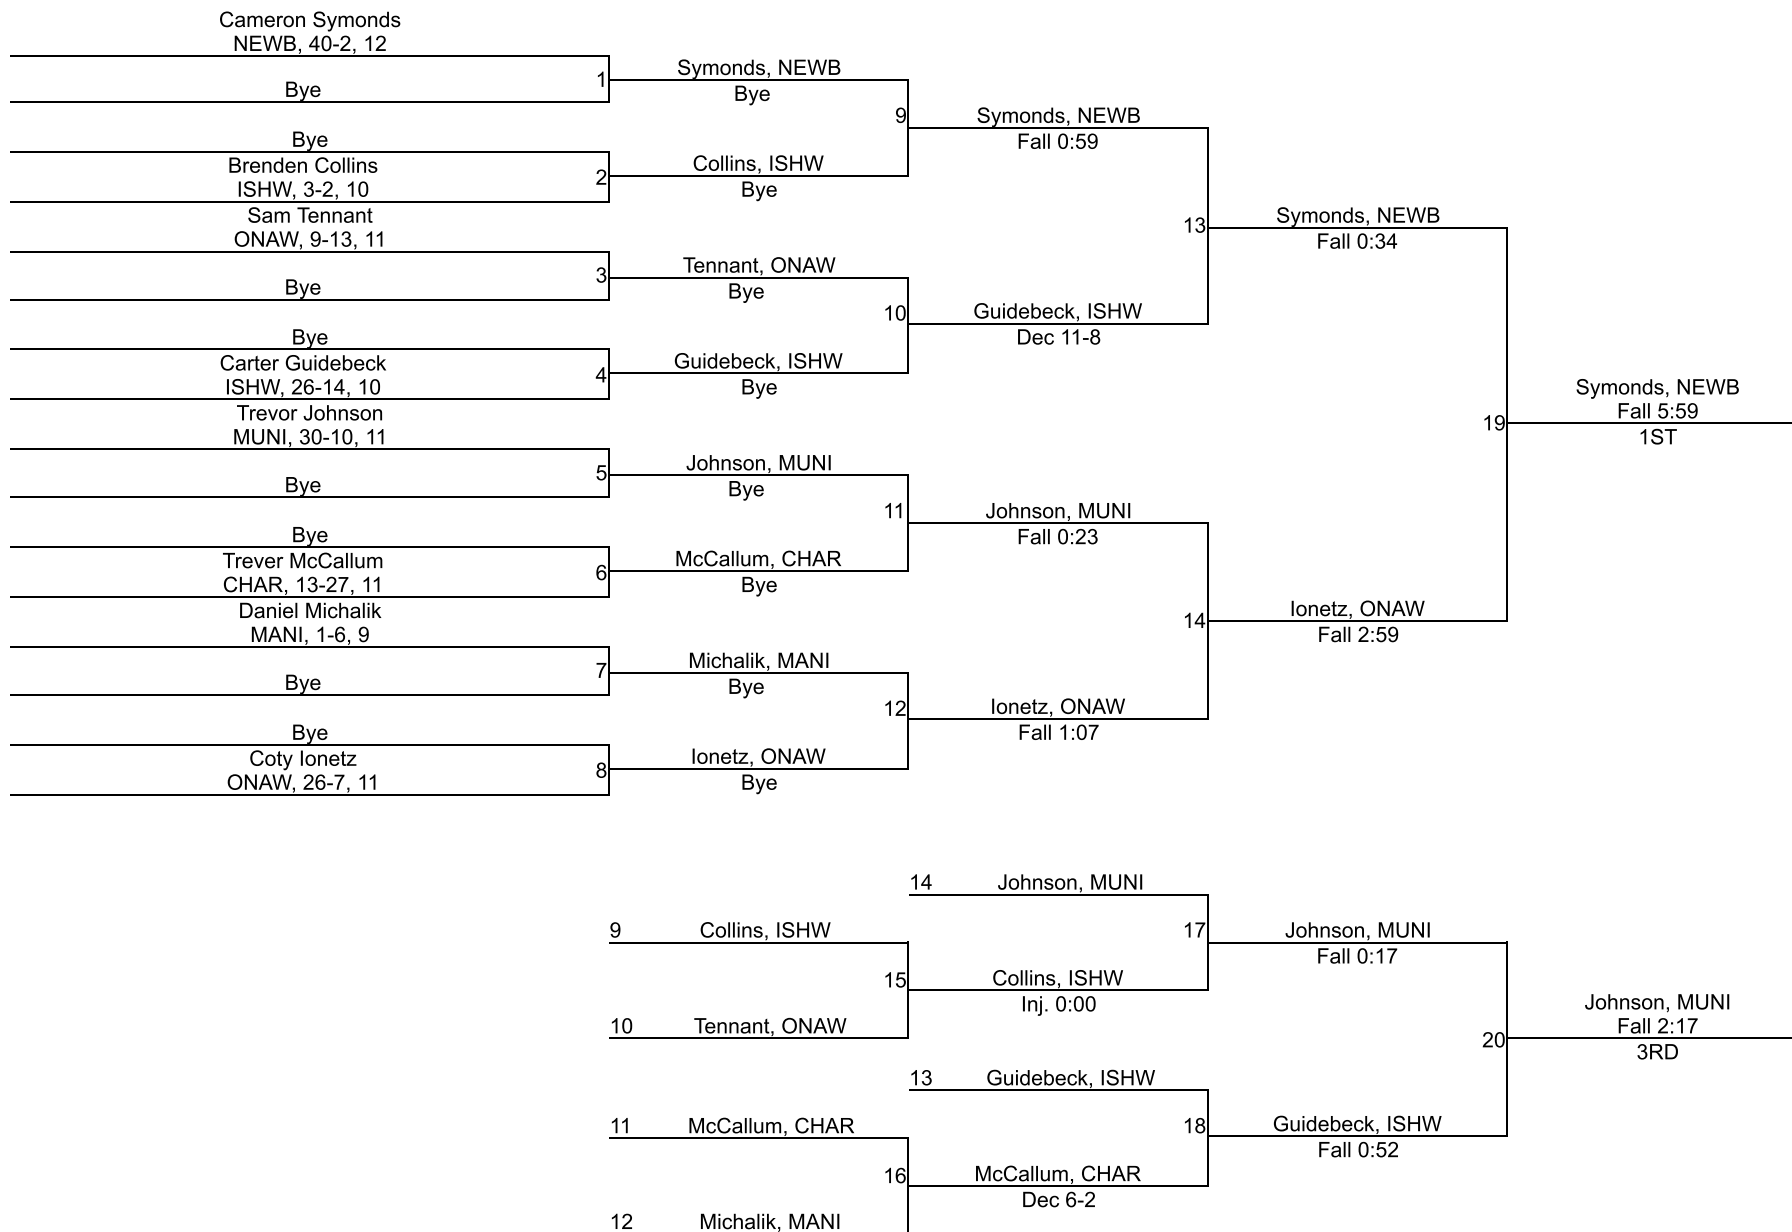 Cameron Symonds
NEWB, 40-2, 12
Bye
1
Bye
Brenden Collins
ISHW, 3-2, 10
2
Sam Tennant
ONAW, 9-13, 11
Bye
3
Bye
Carter Guidebeck
ISHW, 26-14, 10
4
Trevor Johnson
MUNI, 30-10, 11
Bye
5
Bye
Trever McCallum
CHAR, 13-27, 11
6
Daniel Michalik
MANI, 1-6, 9
Bye
7
Bye
Coty Ionetz
ONAW, 26-7, 11
8
Symonds, NEWB
Bye
9
Collins, ISHW
Bye
Tennant, ONAW
Bye
10
Guidebeck, ISHW
Bye
Johnson, MUNI
Bye
11
McCallum, CHAR
Bye
Michalik, MANI
Bye
12
Ionetz, ONAW
Bye
Symonds, NEWB
Fall 0:59
13
Guidebeck, ISHW
Dec 11-8
Johnson, MUNI
Fall 0:23
14
Ionetz, ONAW
Fall 1:07
Symonds, NEWB
Fall 0:34
19
Ionetz, ONAW
Fall 2:59
Symonds, NEWB
Fall 5:59
1ST
9 Collins, ISHW
15
10 Tennant, ONAW
11 McCallum, CHAR
16
12 Michalik, MANI
14 Johnson, MUNI
17
Collins, ISHW
Inj. 0:00
13 Guidebeck, ISHW
18
McCallum, CHAR
Dec 6-2
Johnson, MUNI
Fall 0:17
20
Guidebeck, ISHW
Fall 0:52
Johnson, MUNI
Fall 2:17
3RD